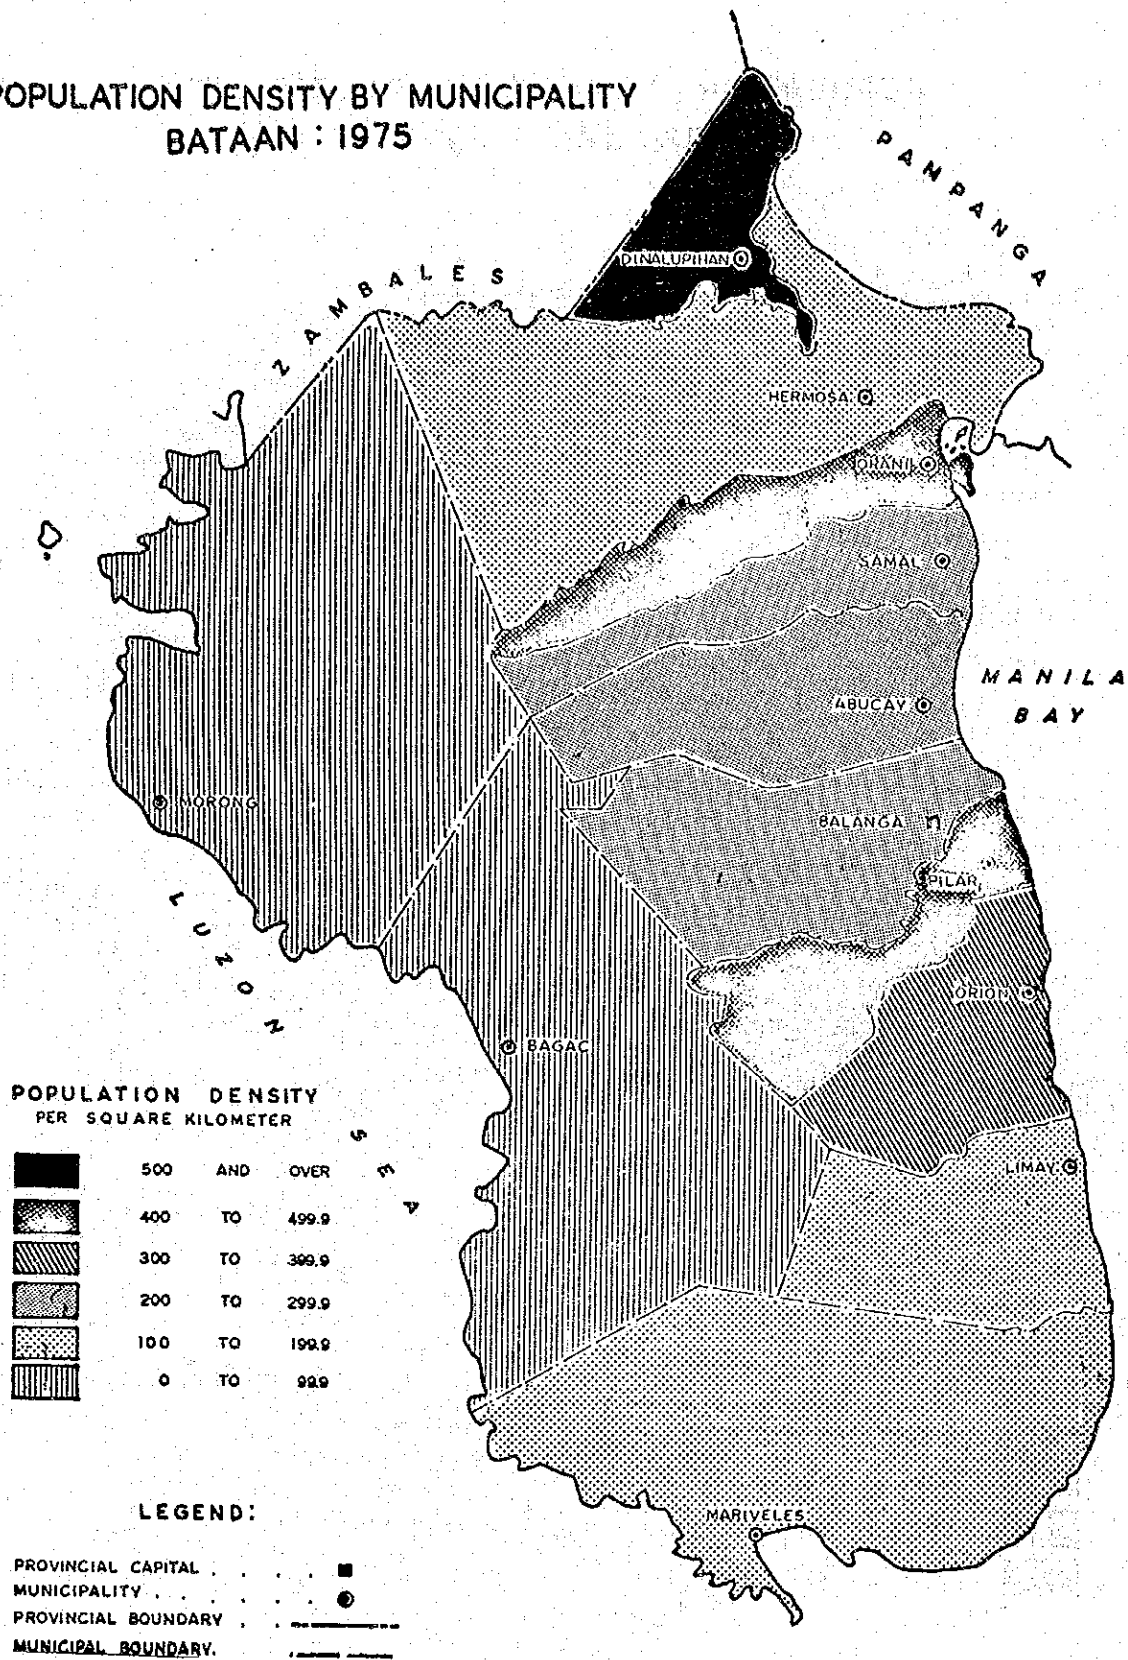 POPULATION DENSITY BY MUNICIPALITY
BATAAN : 1975
PANPANGA
ZAMBALES
DINALUPIHAN
HERMOSA
ORANI
SAMAL
MANILA
BAY
ABUCAY
MORONG
BALANGA
PILAR
LUZON
SEA
ORION
BAGAC
LIMAY
MARIVELES
POPULATION DENSITY
PER SQUARE KILOMETER
500 AND OVER
400 TO 499.9
300 TO 399.9
200 TO 299.9
100 TO 199.9
0 TO 99.9
LEGEND:
PROVINCIAL CAPITAL . . . .
MUNICIPALITY . . . . . .
PROVINCIAL BOUNDARY . .
MUNICIPAL BOUNDARY.